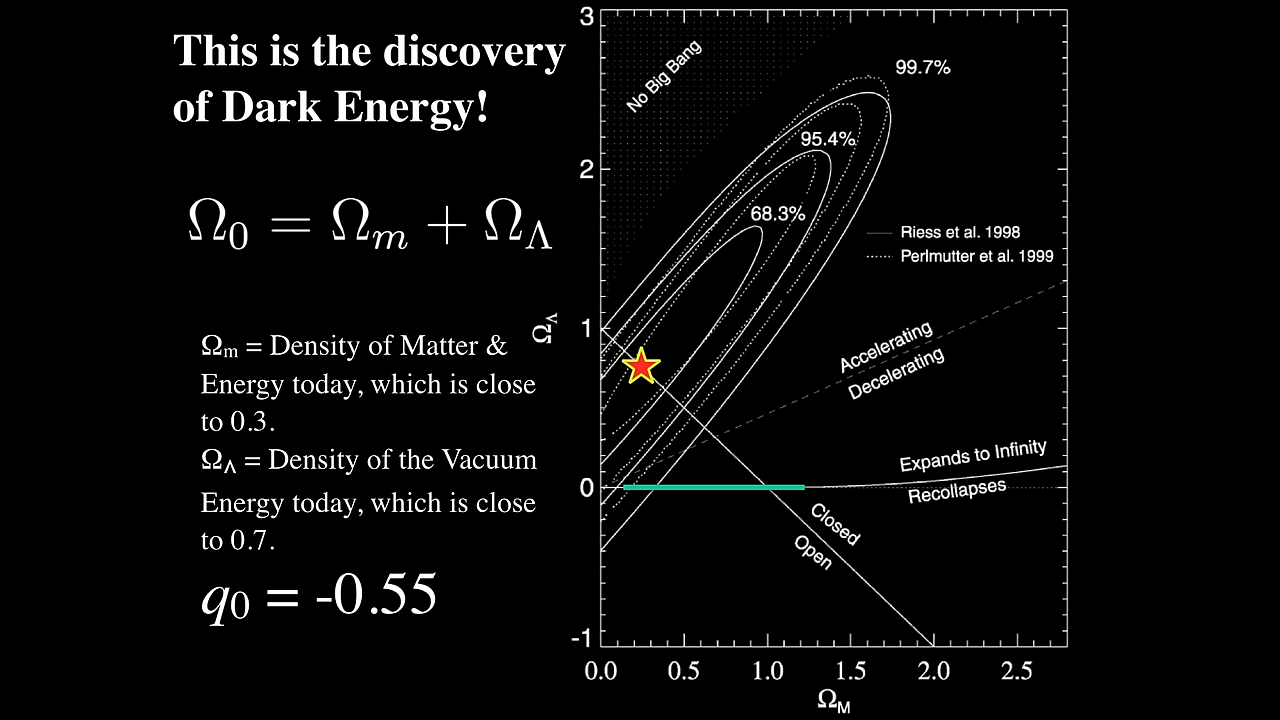 This is the discovery
of Dark Energy!
Ω₀ = Ωₘ + Ω_Λ
Ωₘ = Density of Matter &
Energy today, which is close
to 0.3.
Ω_Λ = Density of the Vacuum
Energy today, which is close
to 0.7.
q₀ = -0.55
3
2
1
0
-1
Ω_Λ
No Big Bang
99.7%
95.4%
68.3%
Riess et al. 1998
Perlmutter et al. 1999
Accelerating
Decelerating
Expands to Infinity
Recollapses
Closed
Open
0.0 0.5 1.0 1.5 2.0 2.5
Ω_M